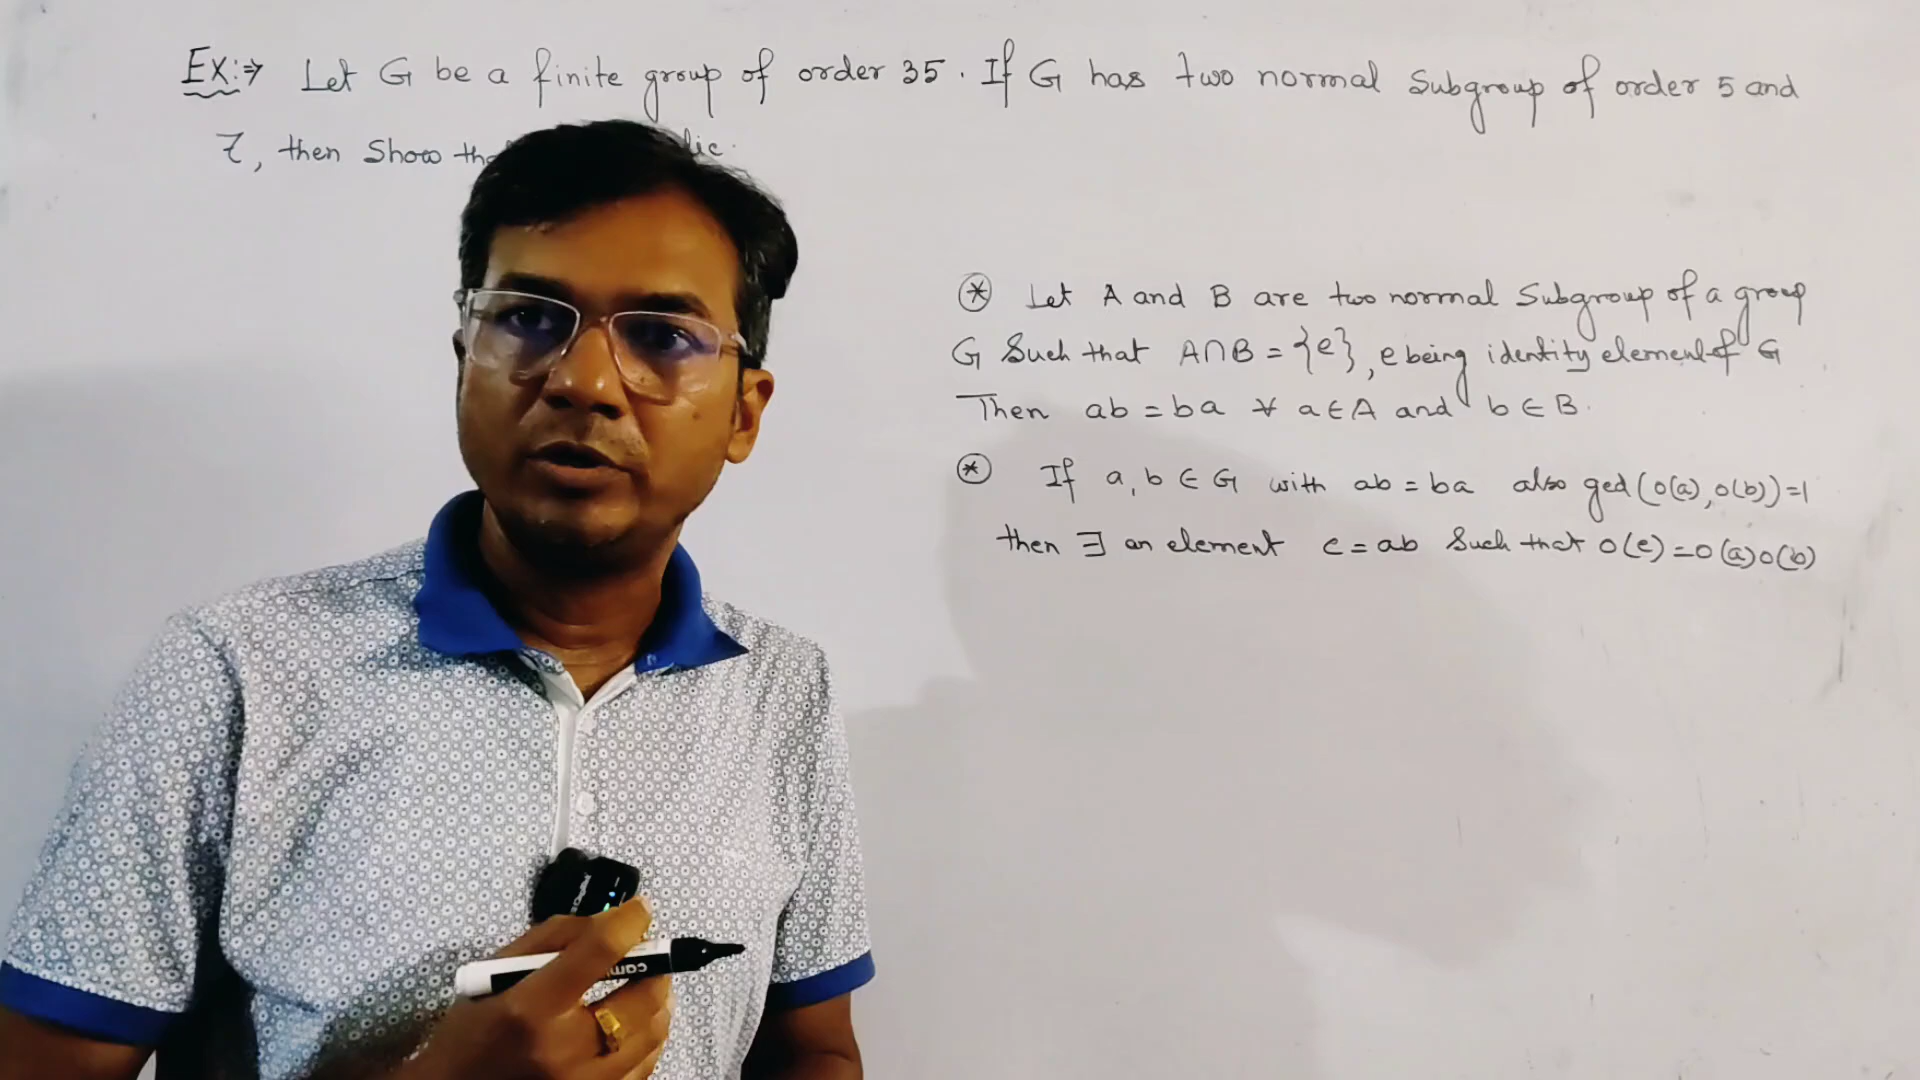 Ex:⇒ Let G be a finite group of order 35. If G has two normal Subgroup of order 5 and
7, then Show
⊛ Let A and B are two normal Subgroup of a group
G Such that A∩B = {e}, e being identity element of G
Then ab = ba ∀ a ∈ A and b ∈ B.
⊛ If a, b ∈ G with ab = ba also gcd(o(a), o(b)) = 1
then ∃ an element c = ab Such that o(c) = o(a)o(b)